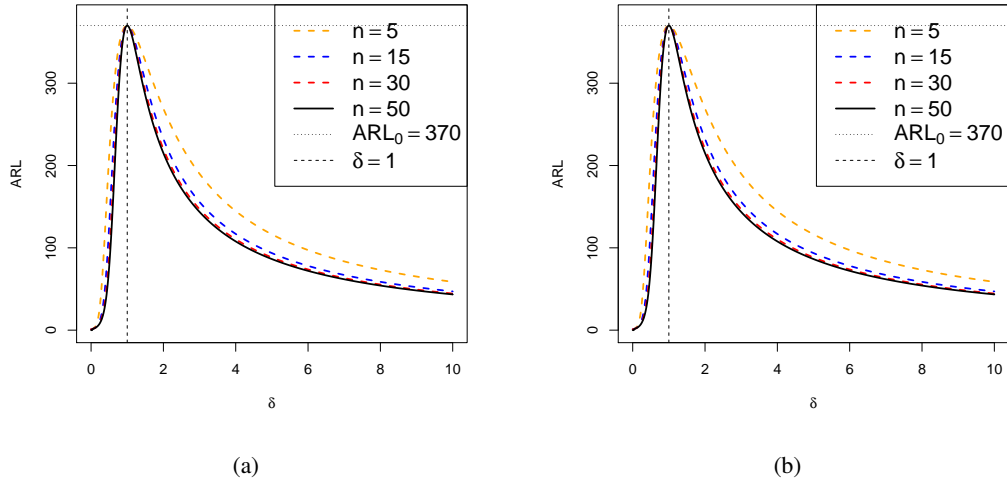 ARL
0
100
200
300
0
2
4
6
8
10
δ
n = 5
n = 15
n = 30
n = 50
ARL₀ = 370
δ = 1
(a)
ARL
0
100
200
300
0
2
4
6
8
10
δ
n = 5
n = 15
n = 30
n = 50
ARL₀ = 370
δ = 1
(b)